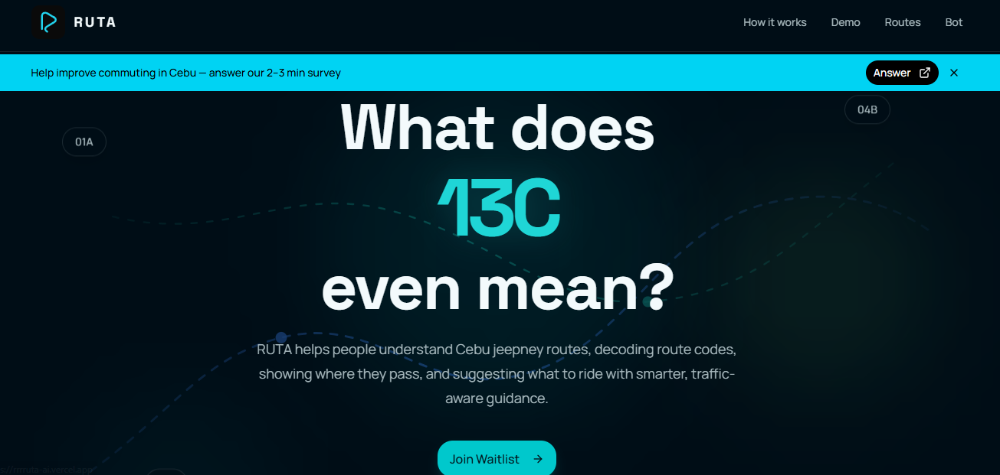 RUTA
How it works
Demo
Routes
Bot
Help improve commuting in Cebu — answer our 2–3 min survey
Answer
04B
What does
01A
13C
even mean?
RUTA helps people understand Cebu jeepney routes, decoding route codes,
showing where they pass, and suggesting what to ride with smarter, traffic-
aware guidance.
Join Waitlist